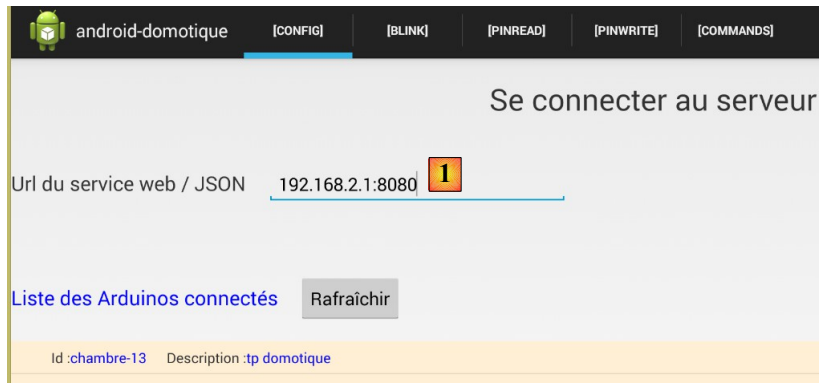 android-domotique [CONFIG] [BLINK] [PINREAD] [PINWRITE] [COMMANDS]
Se connecter au serveur
Url du service web / JSON 192.168.2.1:8080 1
Liste des Arduinos connectés Rafraîchir
Id :chambre-13 Description :tp domotique